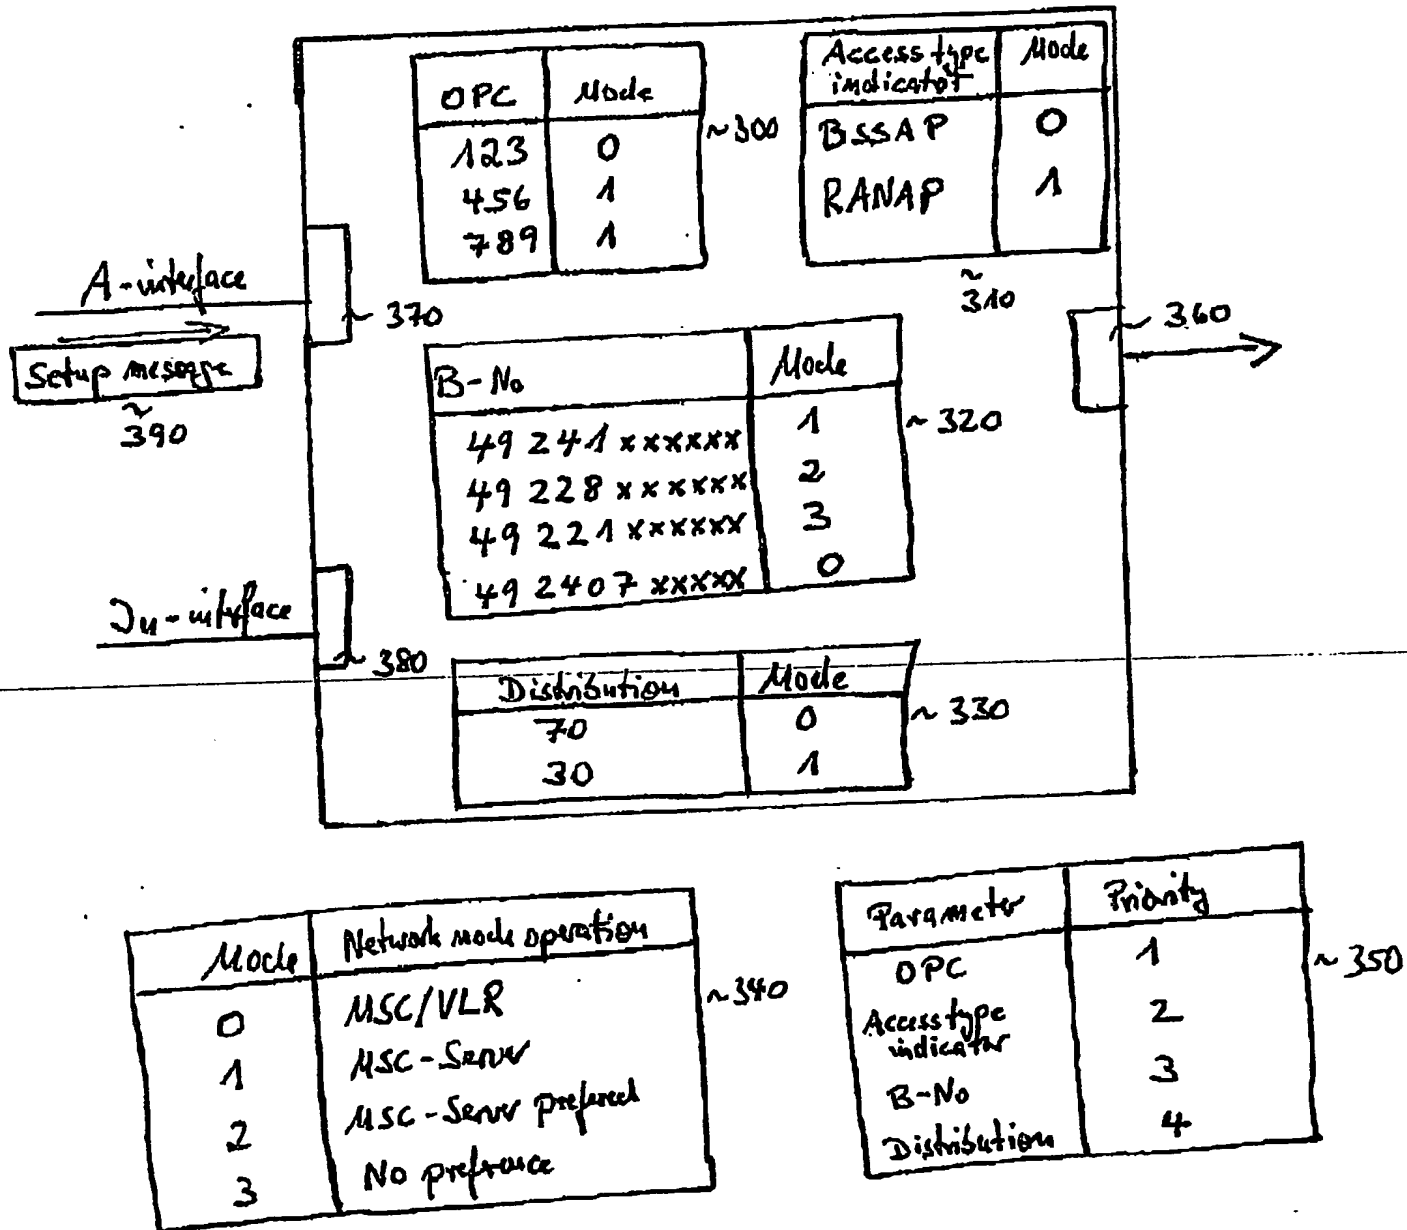 OPC Mode
123 0
456 1
789 1
~300
Access type indicator Mode
BSSAP 0
RANAP 1
~
310
A-interface
~ 370
Setup message
~
390
~ 360
B-No Mode
49 241 xxxxxx 1
49 228 xxxxxx 2
49 221 xxxxxx 3
49 2407 xxxxx 0
~ 320
Iu-interface
~ 380
Distribution Mode
70 0
30 1
~ 330
Mode Network mode operation
0 MSC/VLR
1 MSC-Server
2 MSC-Server preferred
3 No preference
~340
Parameter Priority
OPC 1
Access type indicator 2
B-No 3
Distribution 4
~ 350